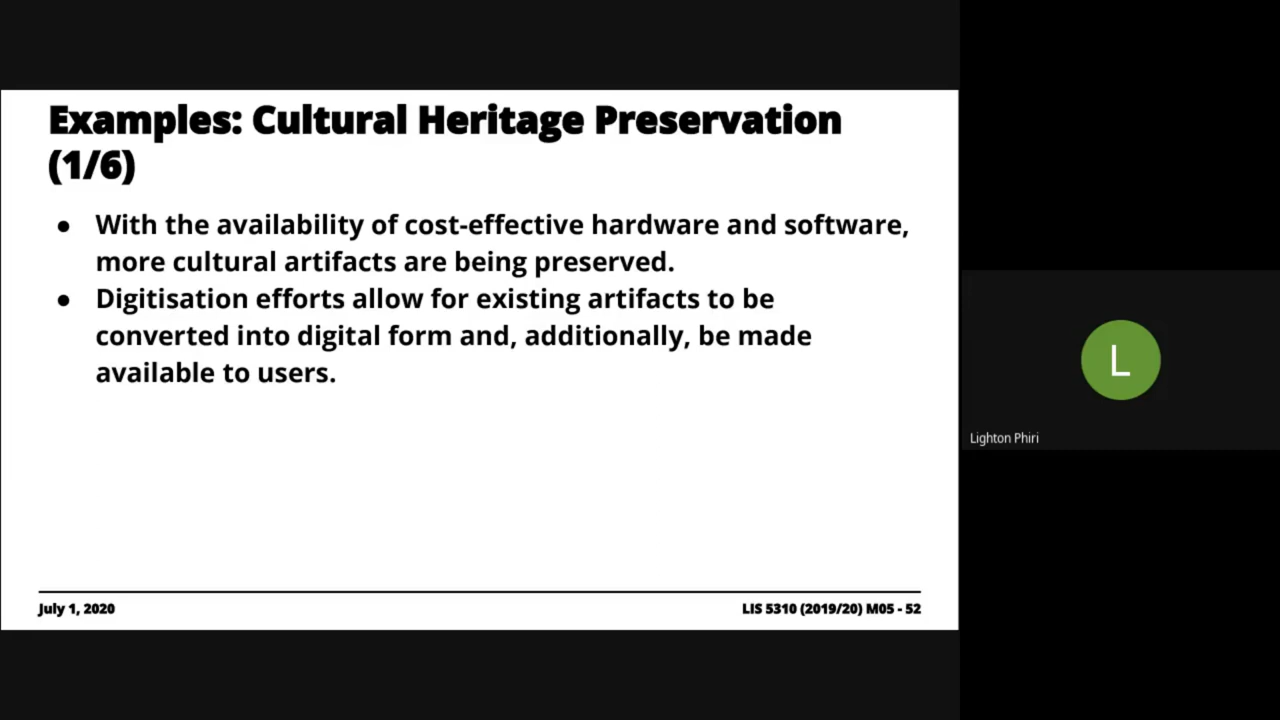 Examples: Cultural Heritage Preservation
(1/6)
● With the availability of cost-effective hardware and software,
more cultural artifacts are being preserved.
● Digitisation efforts allow for existing artifacts to be
converted into digital form and, additionally, be made
available to users.
July 1, 2020
LIS 5310 (2019/20) M05 - 52
L
Lighton Phiri